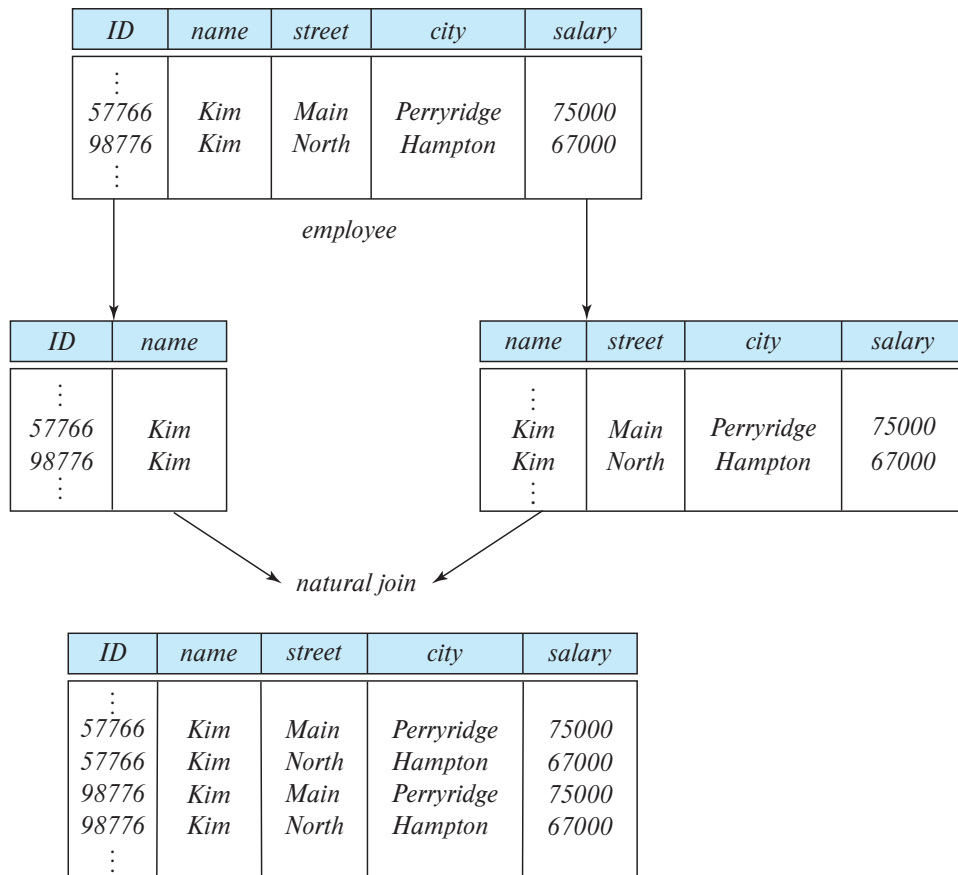 ID name street city salary
⋮
57766 Kim Main Perryridge 75000
98776 Kim North Hampton 67000
⋮
employee
ID name
⋮
57766 Kim
98776 Kim
⋮
name street city salary
⋮
Kim Main Perryridge 75000
Kim North Hampton 67000
⋮
natural join
ID name street city salary
⋮
57766 Kim Main Perryridge 75000
57766 Kim North Hampton 67000
98776 Kim Main Perryridge 75000
98776 Kim North Hampton 67000
⋮